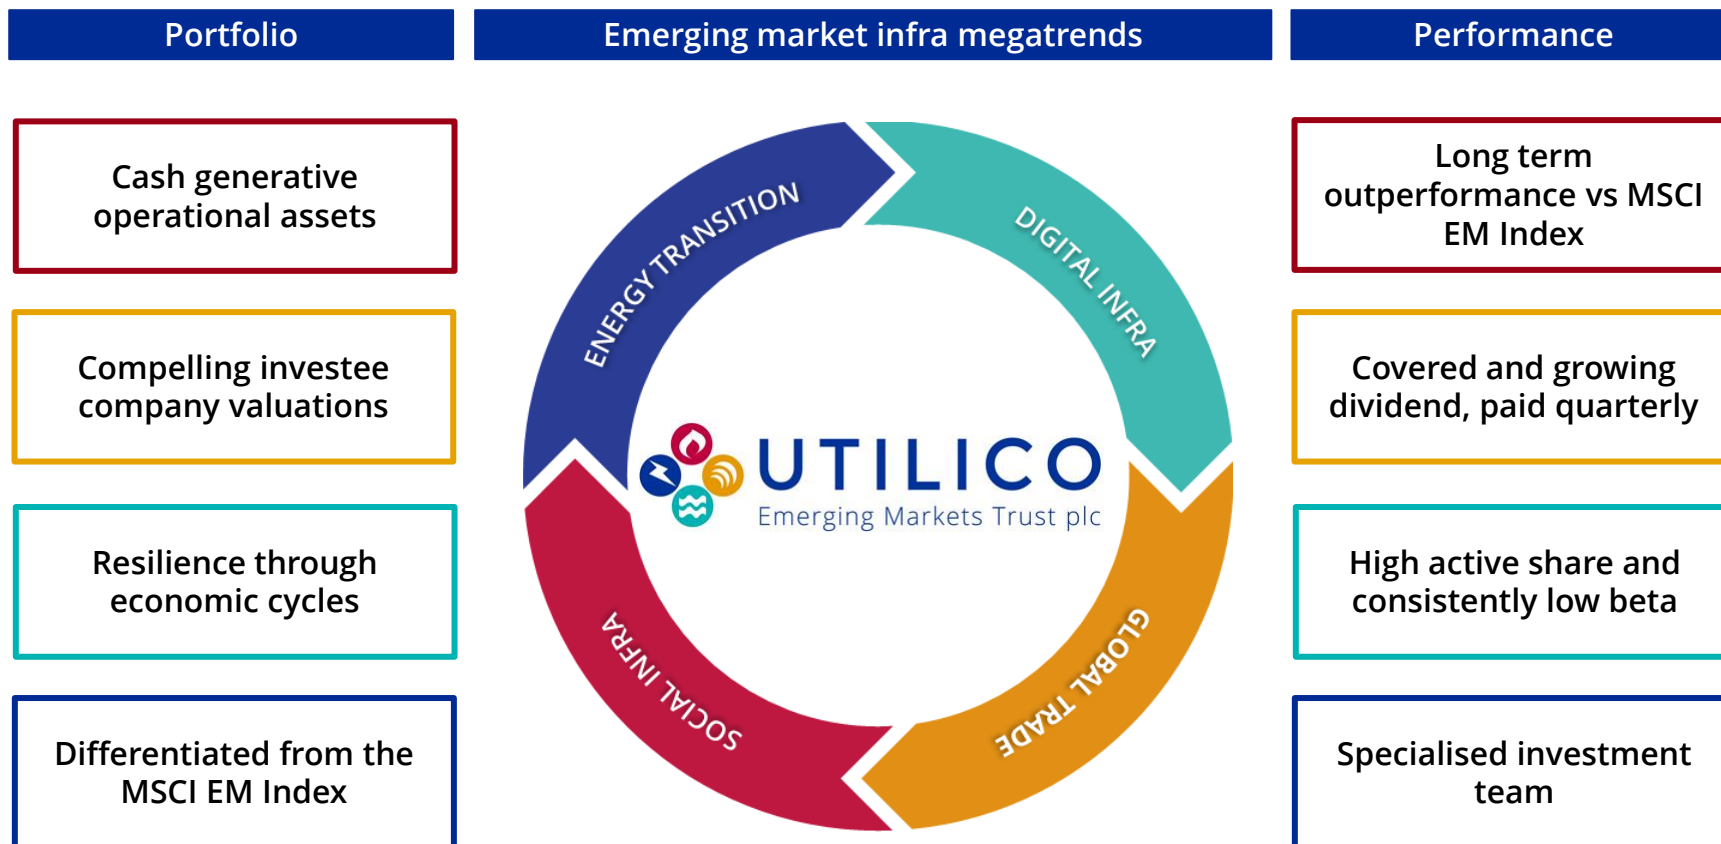 Portfolio
Emerging market infra megatrends
Performance
Cash generative
operational assets
Compelling investee
company valuations
Resilience through
economic cycles
Differentiated from the
MSCI EM Index
ENERGY TRANSITION
DIGITAL INFRA
GLOBAL TRADE
SOCIAL INFRA
UTILICO
Emerging Markets Trust plc
Long term
outperformance vs MSCI
EM Index
Covered and growing
dividend, paid quarterly
High active share and
consistently low beta
Specialised investment
team